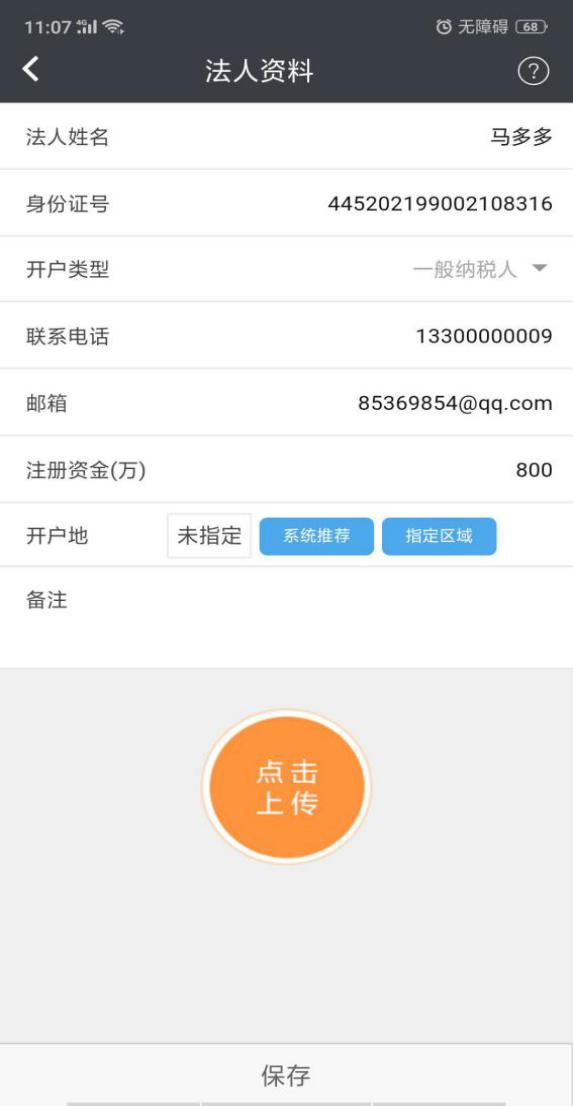 11:07 4G 无障碍 68
法人资料 ?
法人姓名 马多多
身份证号 445202199002108316
开户类型 一般纳税人
联系电话 13300000009
邮箱 85369854@qq.com
注册资金(万) 800
开户地 未指定 系统推荐 指定区域
备注
点击
上传
保存